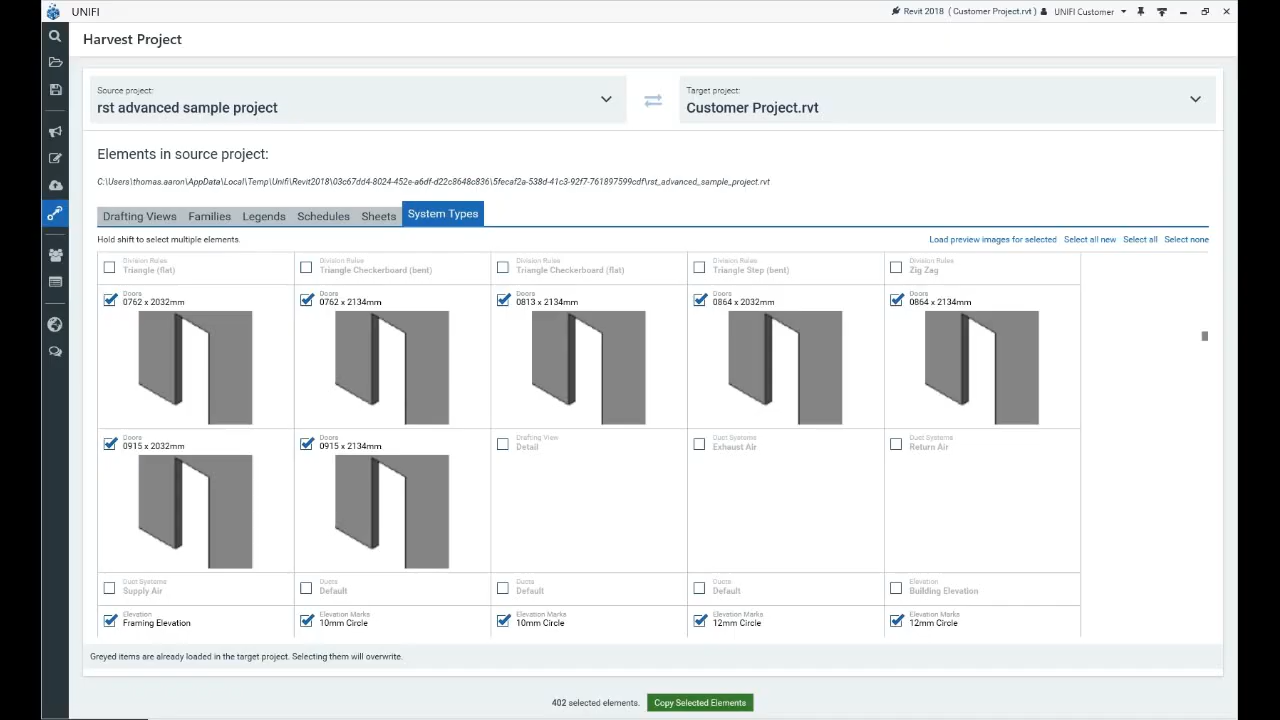 UNIFI
Revit 2018 ( Customer Project.rvt )
UNIFI Customer
Harvest Project
Source project:
rst advanced sample project
Target project:
Customer Project.rvt
Elements in source project:
C:\Users\thomas.aaron\AppData\Local\Temp\Unifi\Revit2018\03c67dd4-8024-452e-a6df-d22c8648c836\5fecaf2a-538d-41c3-92f7-761897599cdf\rst_advanced_sample_project.rvt
Drafting Views Families Legends Schedules Sheets System Types
Hold shift to select multiple elements.
Load preview images for selected Select all new Select all Select none
Division Rules
Triangle (flat)
Division Rules
Triangle Checkerboard (bent)
Division Rules
Triangle Checkerboard (flat)
Division Rules
Triangle Step (bent)
Division Rules
Zig Zag
Doors
0762 x 2032mm
Doors
0762 x 2134mm
Doors
0813 x 2134mm
Doors
0864 x 2032mm
Doors
0864 x 2134mm
Doors
0915 x 2032mm
Doors
0915 x 2134mm
Drafting View
Detail
Duct Systems
Exhaust Air
Duct Systems
Return Air
Duct Systems
Supply Air
Ducts
Default
Ducts
Default
Ducts
Default
Elevation
Building Elevation
Elevation
Framing Elevation
Elevation Marks
10mm Circle
Elevation Marks
10mm Circle
Elevation Marks
12mm Circle
Elevation Marks
12mm Circle
Greyed items are already loaded in the target project. Selecting them will overwrite.
402 selected elements.
Copy Selected Elements